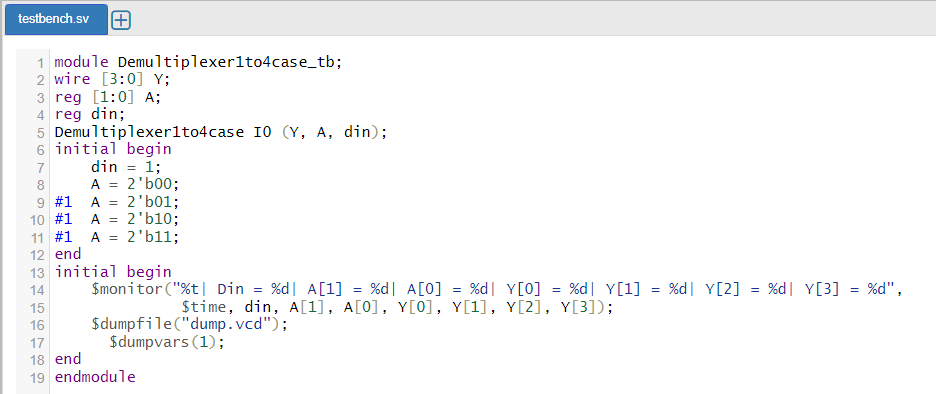 testbench.sv
1 module Demultiplexer1to4case_tb;
2 wire [3:0] Y;
3 reg [1:0] A;
4 reg din;
5 Demultiplexer1to4case I0 (Y, A, din);
6 initial begin
7 din = 1;
8 A = 2'b00;
9 #1 A = 2'b01;
10 #1 A = 2'b10;
11 #1 A = 2'b11;
12 end
13 initial begin
14 $monitor("%t| Din = %d| A[1] = %d| A[0] = %d| Y[0] = %d| Y[1] = %d| Y[2] = %d| Y[3] = %d",
15 $time, din, A[1], A[0], Y[0], Y[1], Y[2], Y[3]);
16 $dumpfile("dump.vcd");
17 $dumpvars(1);
18 end
19 endmodule